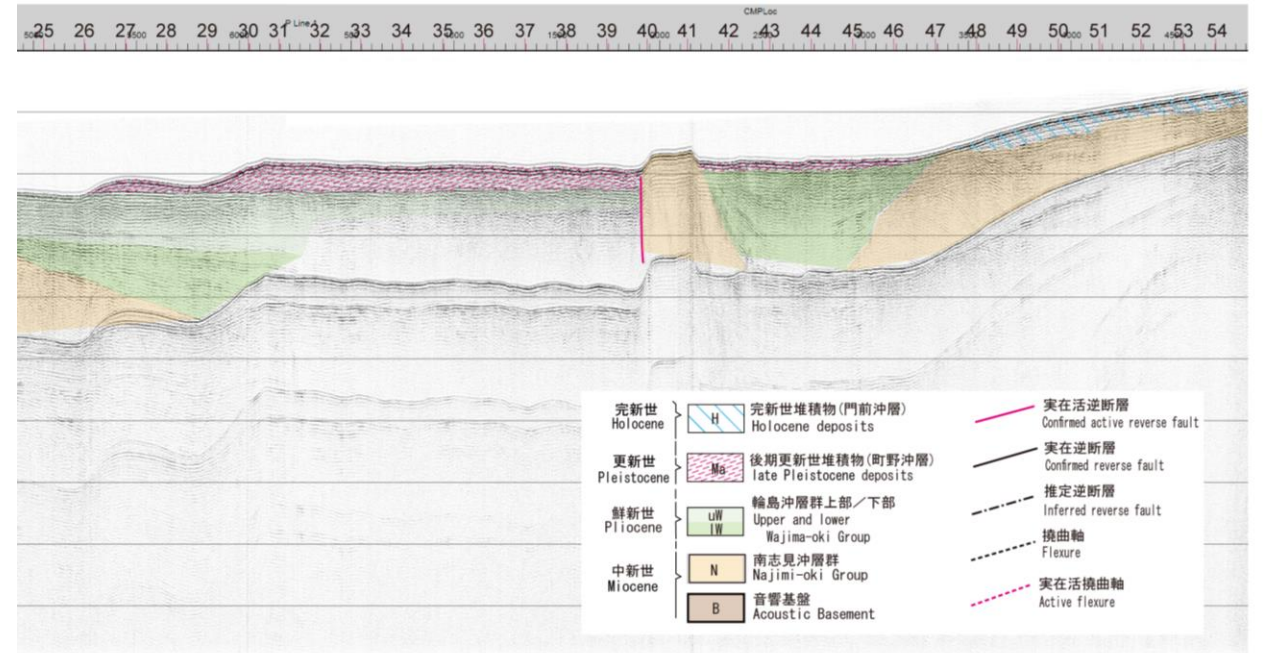 P Line
CMPLoc
25 26 27 28 29 30 31 32 33 34 35 36 37 38 39 40 41 42 43 44 45 46 47 48 49 50 51 52 53 54
完新世
Holocene
H
完新世堆積物(門前沖層)
Holocene deposits
更新世
Pleistocene
Ma
後期更新世堆積物(町野沖層)
late Pleistocene deposits
鮮新世
Pliocene
uW
lW
輪島沖層群上部／下部
Upper and lower
Wajima-oki Group
中新世
Miocene
N
南志見沖層群
Najimi-oki Group
B
音響基盤
Acoustic Basement
実在活逆断層
Confirmed active reverse fault
実在逆断層
Confirmed reverse fault
推定逆断層
Inferred reverse fault
撓曲軸
Flexure
実在活撓曲軸
Active flexure